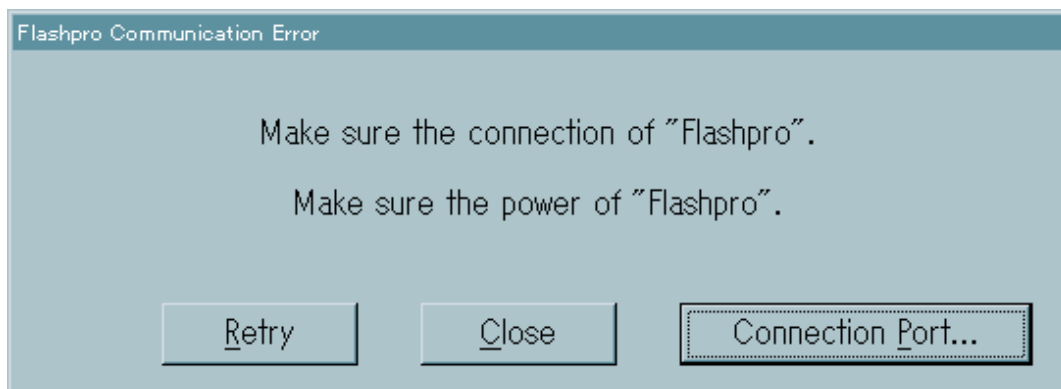 Flashpro Communication Error
Make sure the connection of "Flashpro".
Make sure the power of "Flashpro".
Retry Close Connection Port...